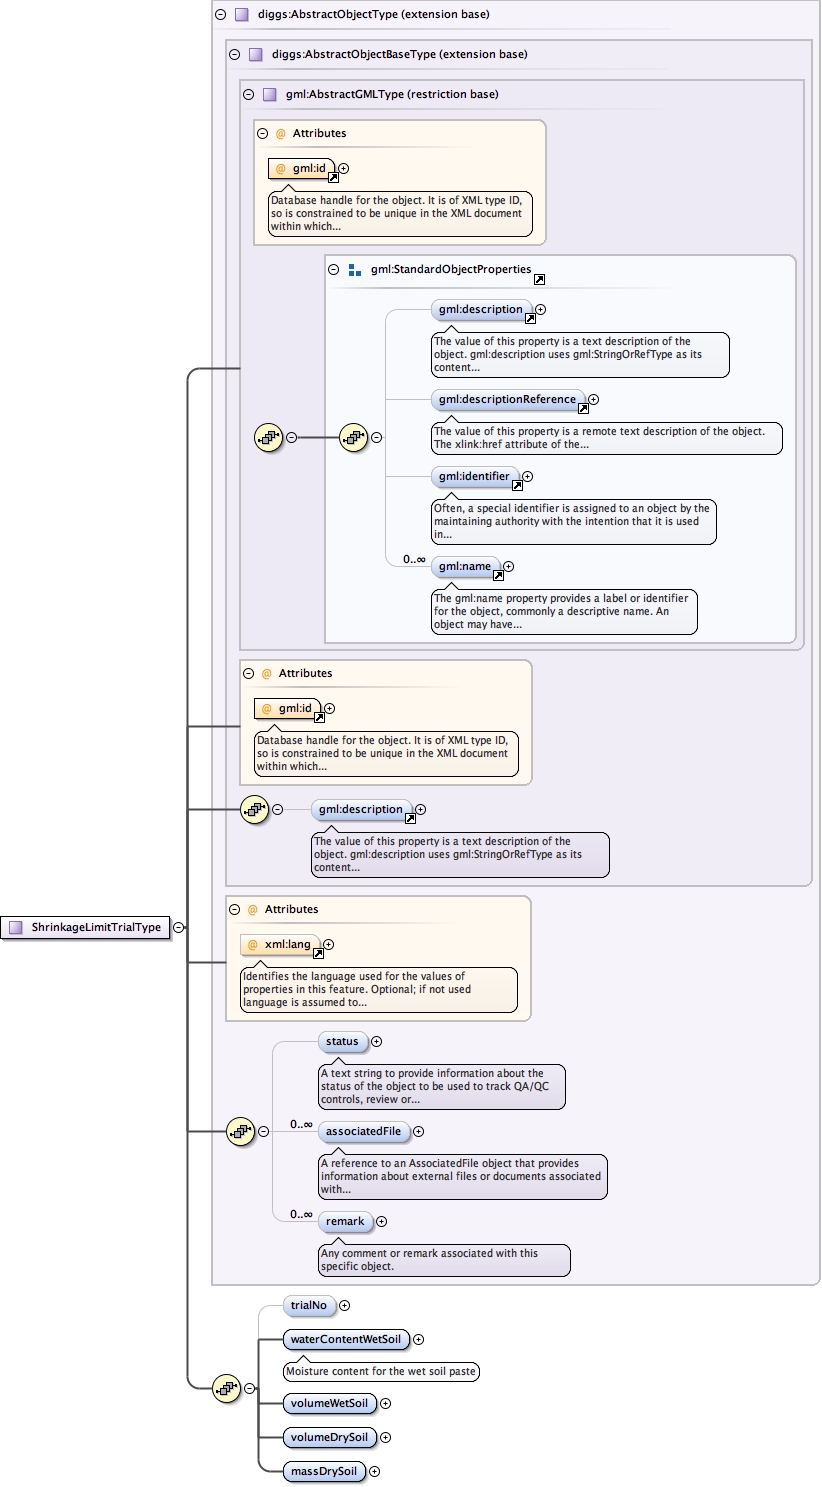 diggs:AbstractObjectType (extension base)
diggs:AbstractObjectBaseType (extension base)
gml:AbstractGMLType (restriction base)
@ Attributes
@ gml:id
Database handle for the object. It is of XML type ID,
so is constrained to be unique in the XML document
within which...
gml:StandardObjectProperties
gml:description
The value of this property is a text description of the
object. gml:description uses gml:StringOrRefType as its
content...
gml:descriptionReference
The value of this property is a remote text description of the object.
The xlink:href attribute of the...
gml:identifier
Often, a special identifier is assigned to an object by the
maintaining authority with the intention that it is used
in...
0..∞
gml:name
The gml:name property provides a label or identifier
for the object, commonly a descriptive name. An
object may have...
@ Attributes
@ gml:id
Database handle for the object. It is of XML type ID,
so is constrained to be unique in the XML document
within which...
gml:description
The value of this property is a text description of the
object. gml:description uses gml:StringOrRefType as its
content...
ShrinkageLimitTrialType
@ Attributes
@ xml:lang
Identifies the language used for the values of
properties in this feature. Optional; if not used
language is assumed to...
status
A text string to provide information about the
status of the object to be used to track QA/QC
controls, review or...
0..∞
associatedFile
A reference to an AssociatedFile object that provides
information about external files or documents associated
with...
0..∞
remark
Any comment or remark associated with this
specific object.
trialNo
waterContentWetSoil
Moisture content for the wet soil paste
volumeWetSoil
volumeDrySoil
massDrySoil